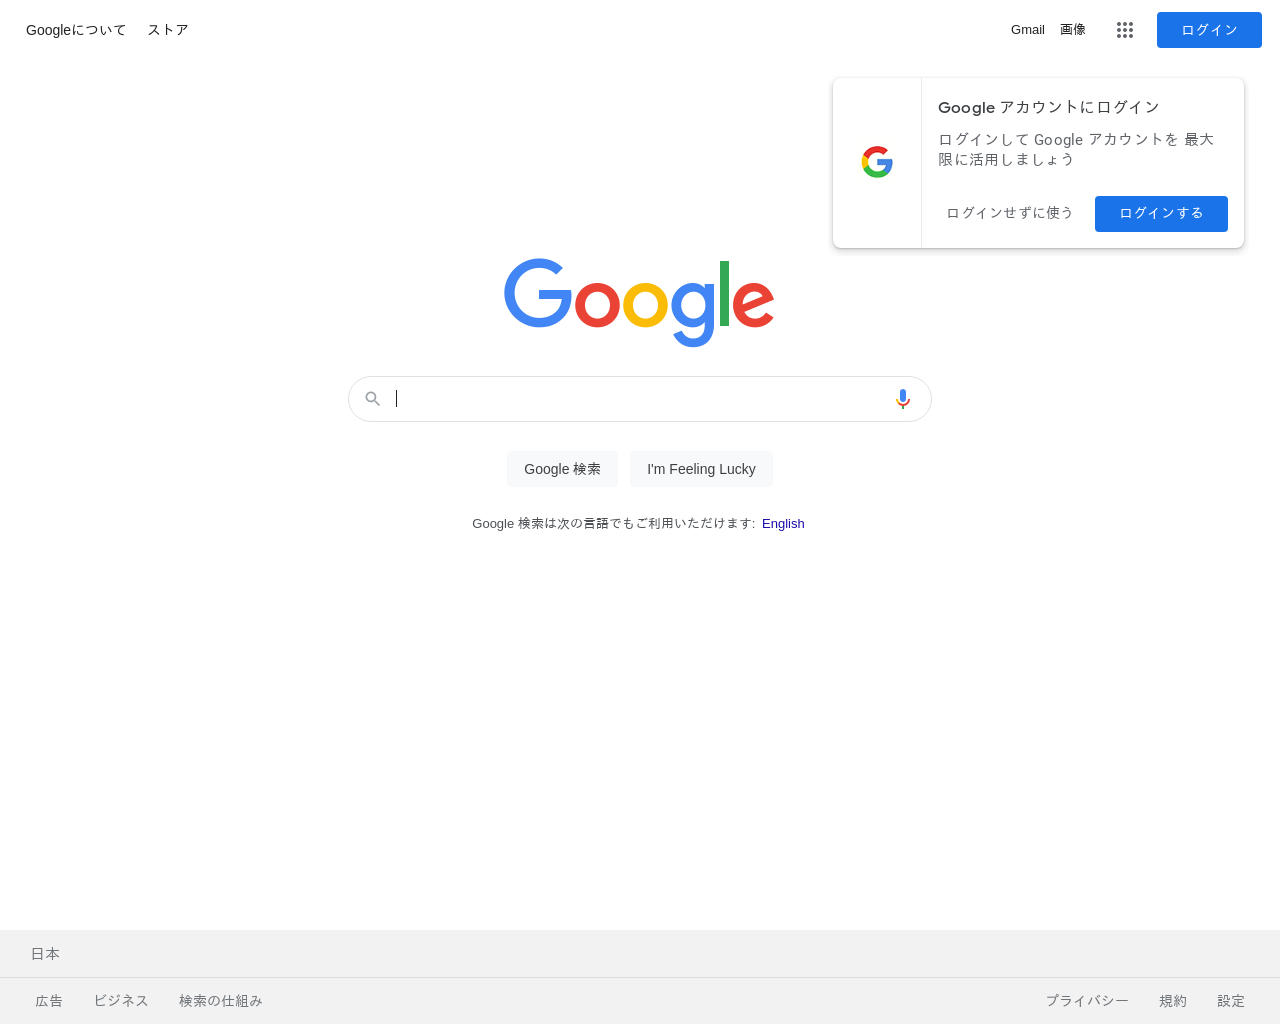 Googleについて ストア Gmail 画像 ログイン
Google アカウントにログイン
ログインして Google アカウントを 最大
限に活用しましょう
ログインせずに使う ログインする
Google
Google 検索 I'm Feeling Lucky
Google 検索は次の言語でもご利用いただけます: English
日本
広告 ビジネス 検索の仕組み プライバシー 規約 設定